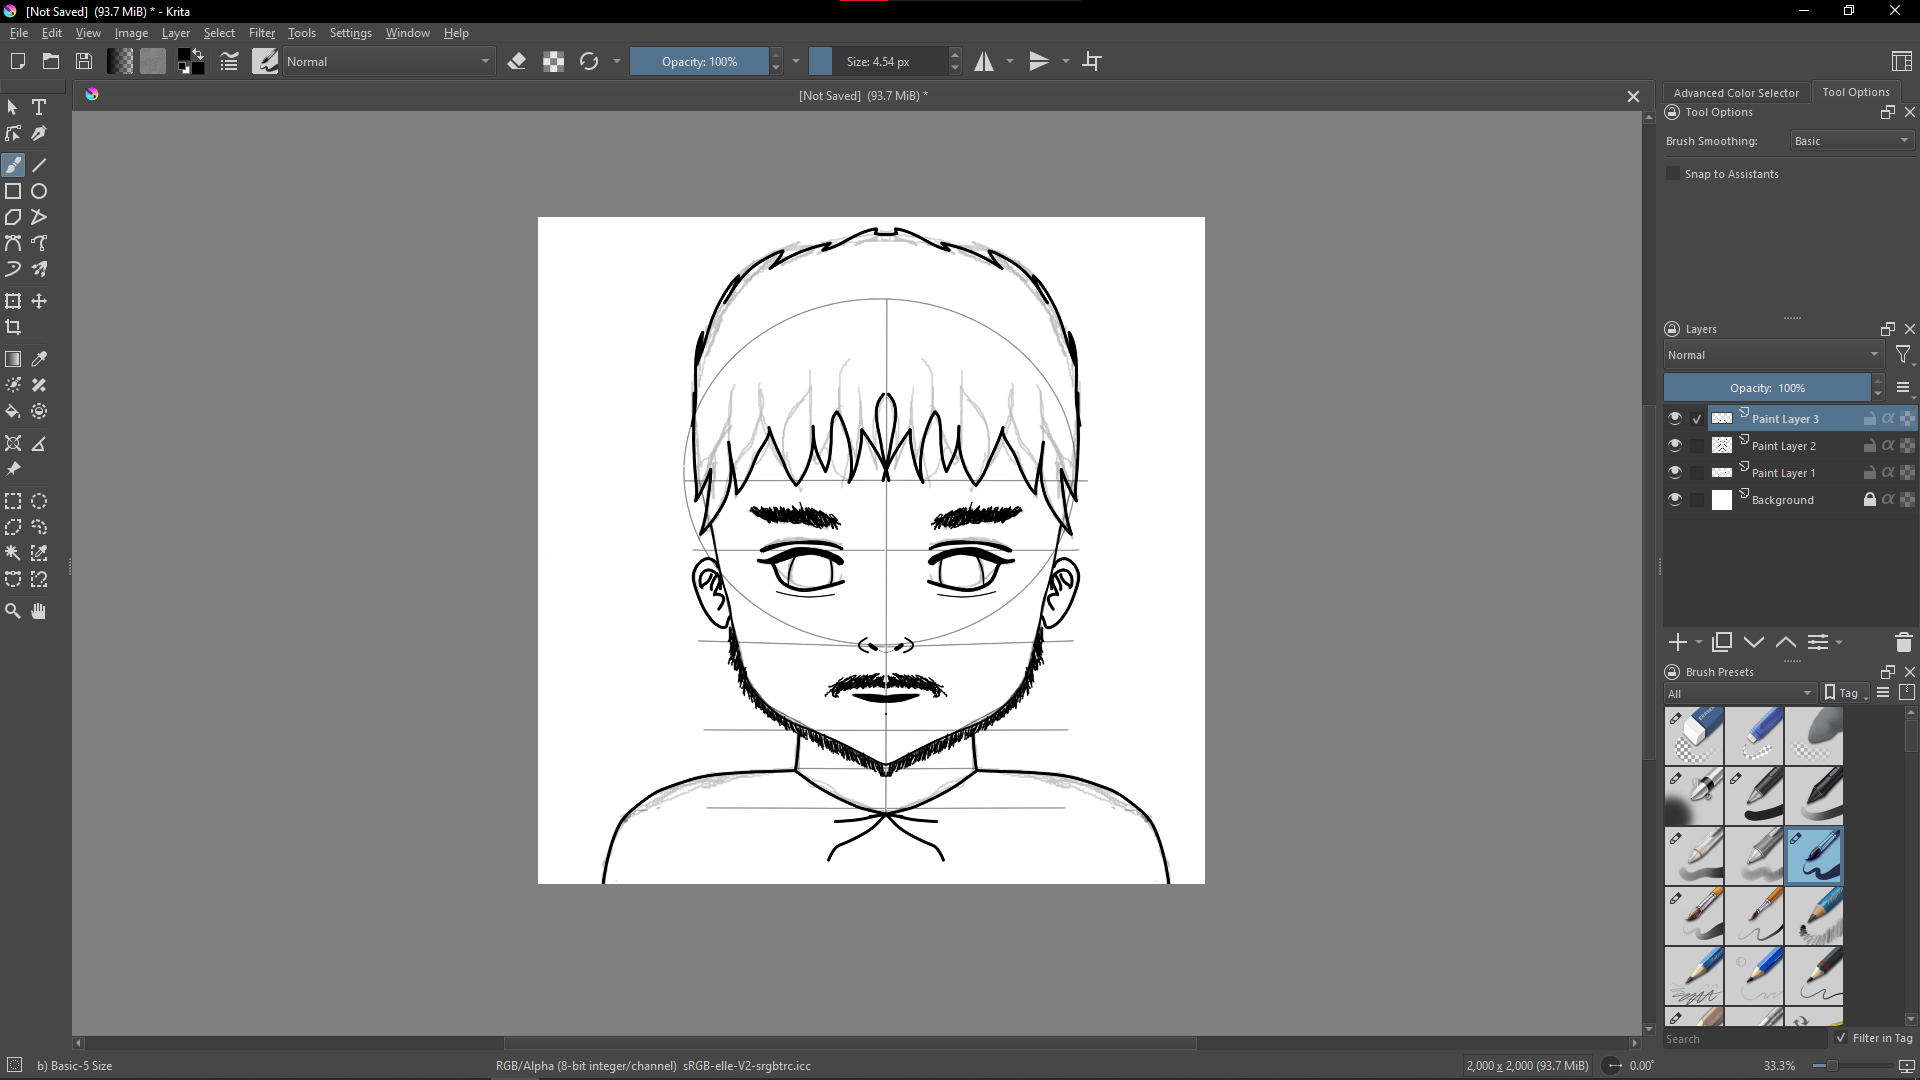 [Not Saved]  (93.7 MiB) * - Krita
File Edit View Image Layer Select Filter Tools Settings Window Help
Normal
Opacity: 100%
Size: 4.54 px
[Not Saved]  (93.7 MiB) *
Advanced Color Selector
Tool Options
Tool Options
Brush Smoothing:
Basic
Snap to Assistants
Layers
Normal
Opacity:  100%
Paint Layer 3
Paint Layer 2
Paint Layer 1
Background
Brush Presets
All
Tag
Search
Filter in Tag
b) Basic-5 Size
RGB/Alpha (8-bit integer/channel)  sRGB-elle-V2-srgbtrc.icc
2,000 x 2,000 (93.7 MiB)
0.00°
33.3%